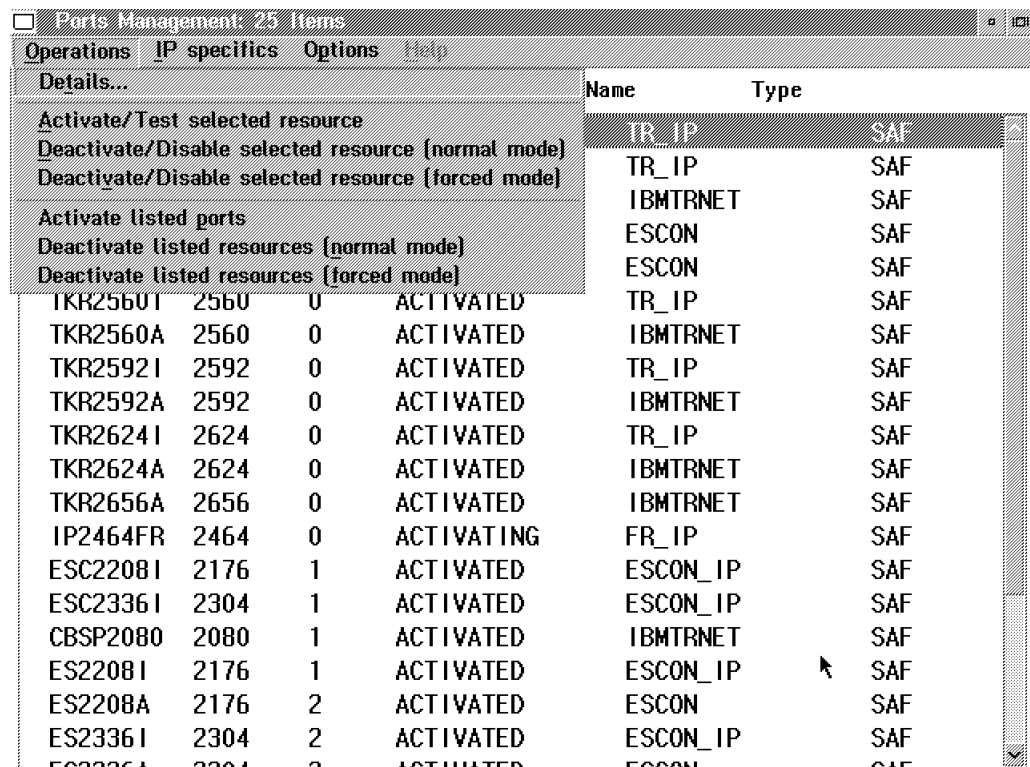 Ports Management: 25 Items
Operations IP specifics Options Help
Details...
Name Type
Activate/Test selected resource
TR_IP SAF
Deactivate/Disable selected resource (normal mode)
TR_IP SAF
Deactivate/Disable selected resource (forced mode)
IBMTRNET SAF
Activate listed ports
ESCON SAF
Deactivate listed resources (normal mode)
ESCON SAF
Deactivate listed resources (forced mode)
TKR2560I 2560 0 ACTIVATED TR_IP SAF
TKR2560A 2560 0 ACTIVATED IBMTRNET SAF
TKR2592I 2592 0 ACTIVATED TR_IP SAF
TKR2592A 2592 0 ACTIVATED IBMTRNET SAF
TKR2624I 2624 0 ACTIVATED TR_IP SAF
TKR2624A 2624 0 ACTIVATED IBMTRNET SAF
TKR2656A 2656 0 ACTIVATED IBMTRNET SAF
IP2464FR 2464 0 ACTIVATING FR_IP SAF
ESC2208I 2176 1 ACTIVATED ESCON_IP SAF
ESC2336I 2304 1 ACTIVATED ESCON_IP SAF
CBSP2080 2080 1 ACTIVATED IBMTRNET SAF
ES2208I 2176 1 ACTIVATED ESCON_IP SAF
ES2208A 2176 2 ACTIVATED ESCON SAF
ES2336I 2304 2 ACTIVATED ESCON_IP SAF